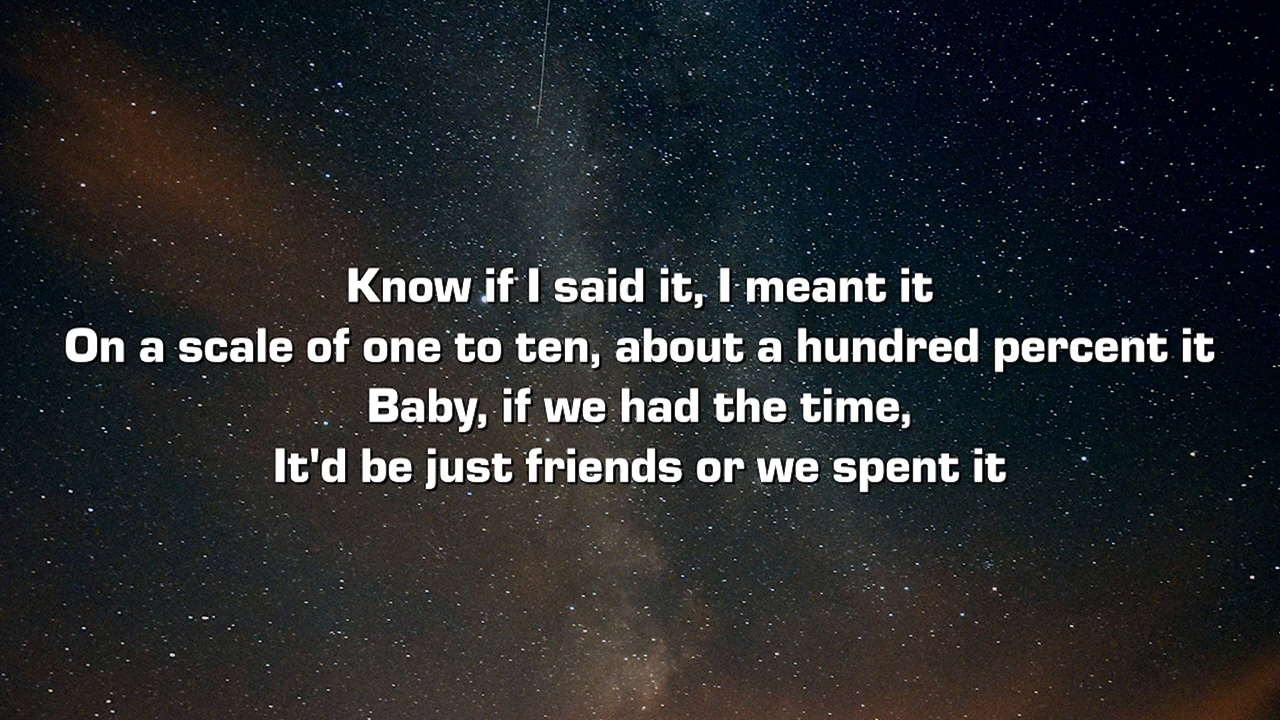 Know if I said it, I meant it
On a scale of one to ten, about a hundred percent it
Baby, if we had the time,
It'd be just friends or we spent it